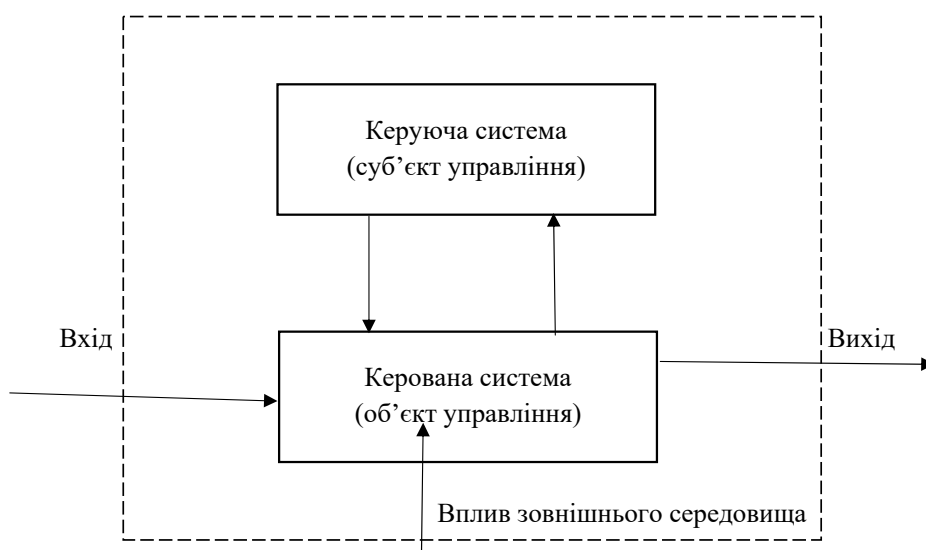 Керуюча система
(суб’єкт управління)
Вхід
Вихід
Керована система
(об’єкт управління)
Вплив зовнішнього середовища